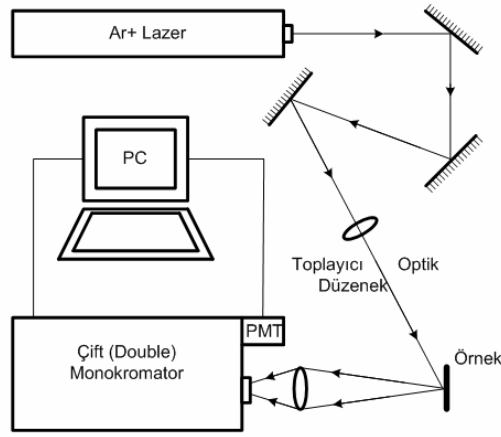 Ar+ Lazer
PC
Toplayıcı Optik
Düzenek
PMT
Çift (Double)
Monokromator
Örnek